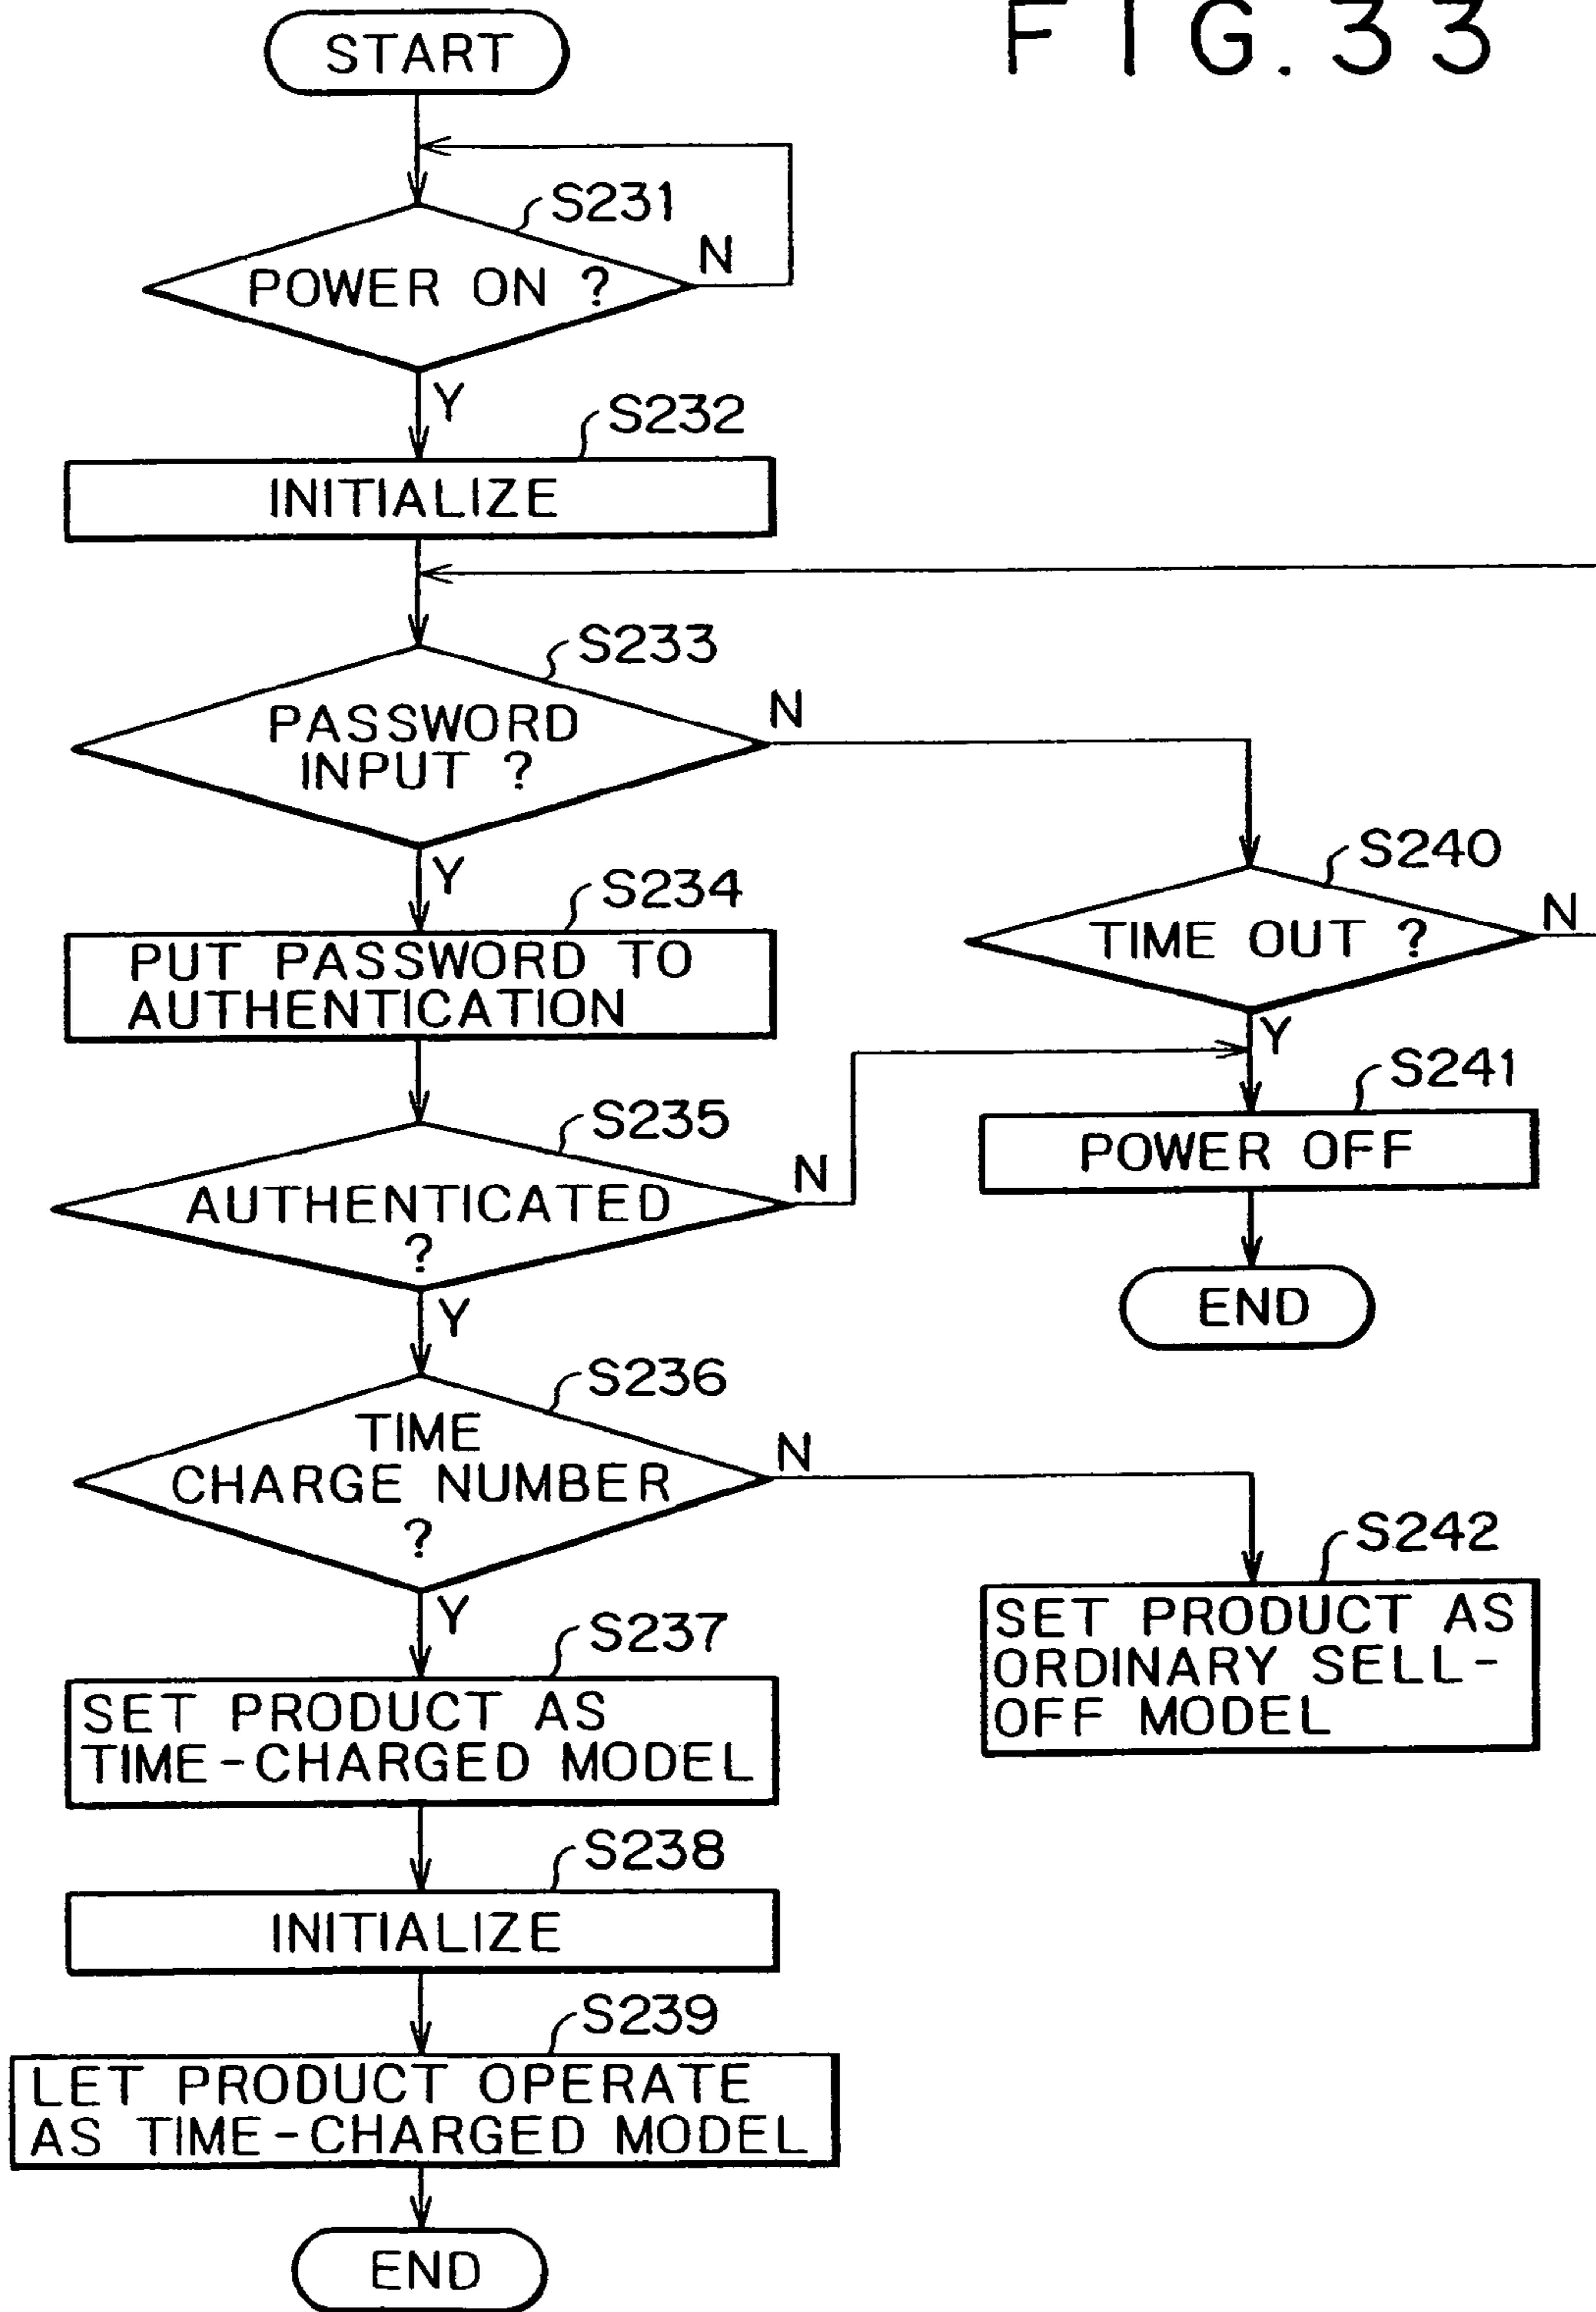 FIG.33
START
S231
POWER ON ?
N
Y
S232
INITIALIZE
S233
PASSWORD
INPUT ?
N
Y
S234
PUT PASSWORD TO
AUTHENTICATION
S240
TIME OUT ?
N
Y
S241
POWER OFF
END
S235
AUTHENTICATED
?
N
Y
S236
TIME
CHARGE NUMBER
?
N
Y
S242
SET PRODUCT AS
ORDINARY SELL-
OFF MODEL
S237
SET PRODUCT AS
TIME-CHARGED MODEL
S238
INITIALIZE
S239
LET PRODUCT OPERATE
AS TIME-CHARGED MODEL
END